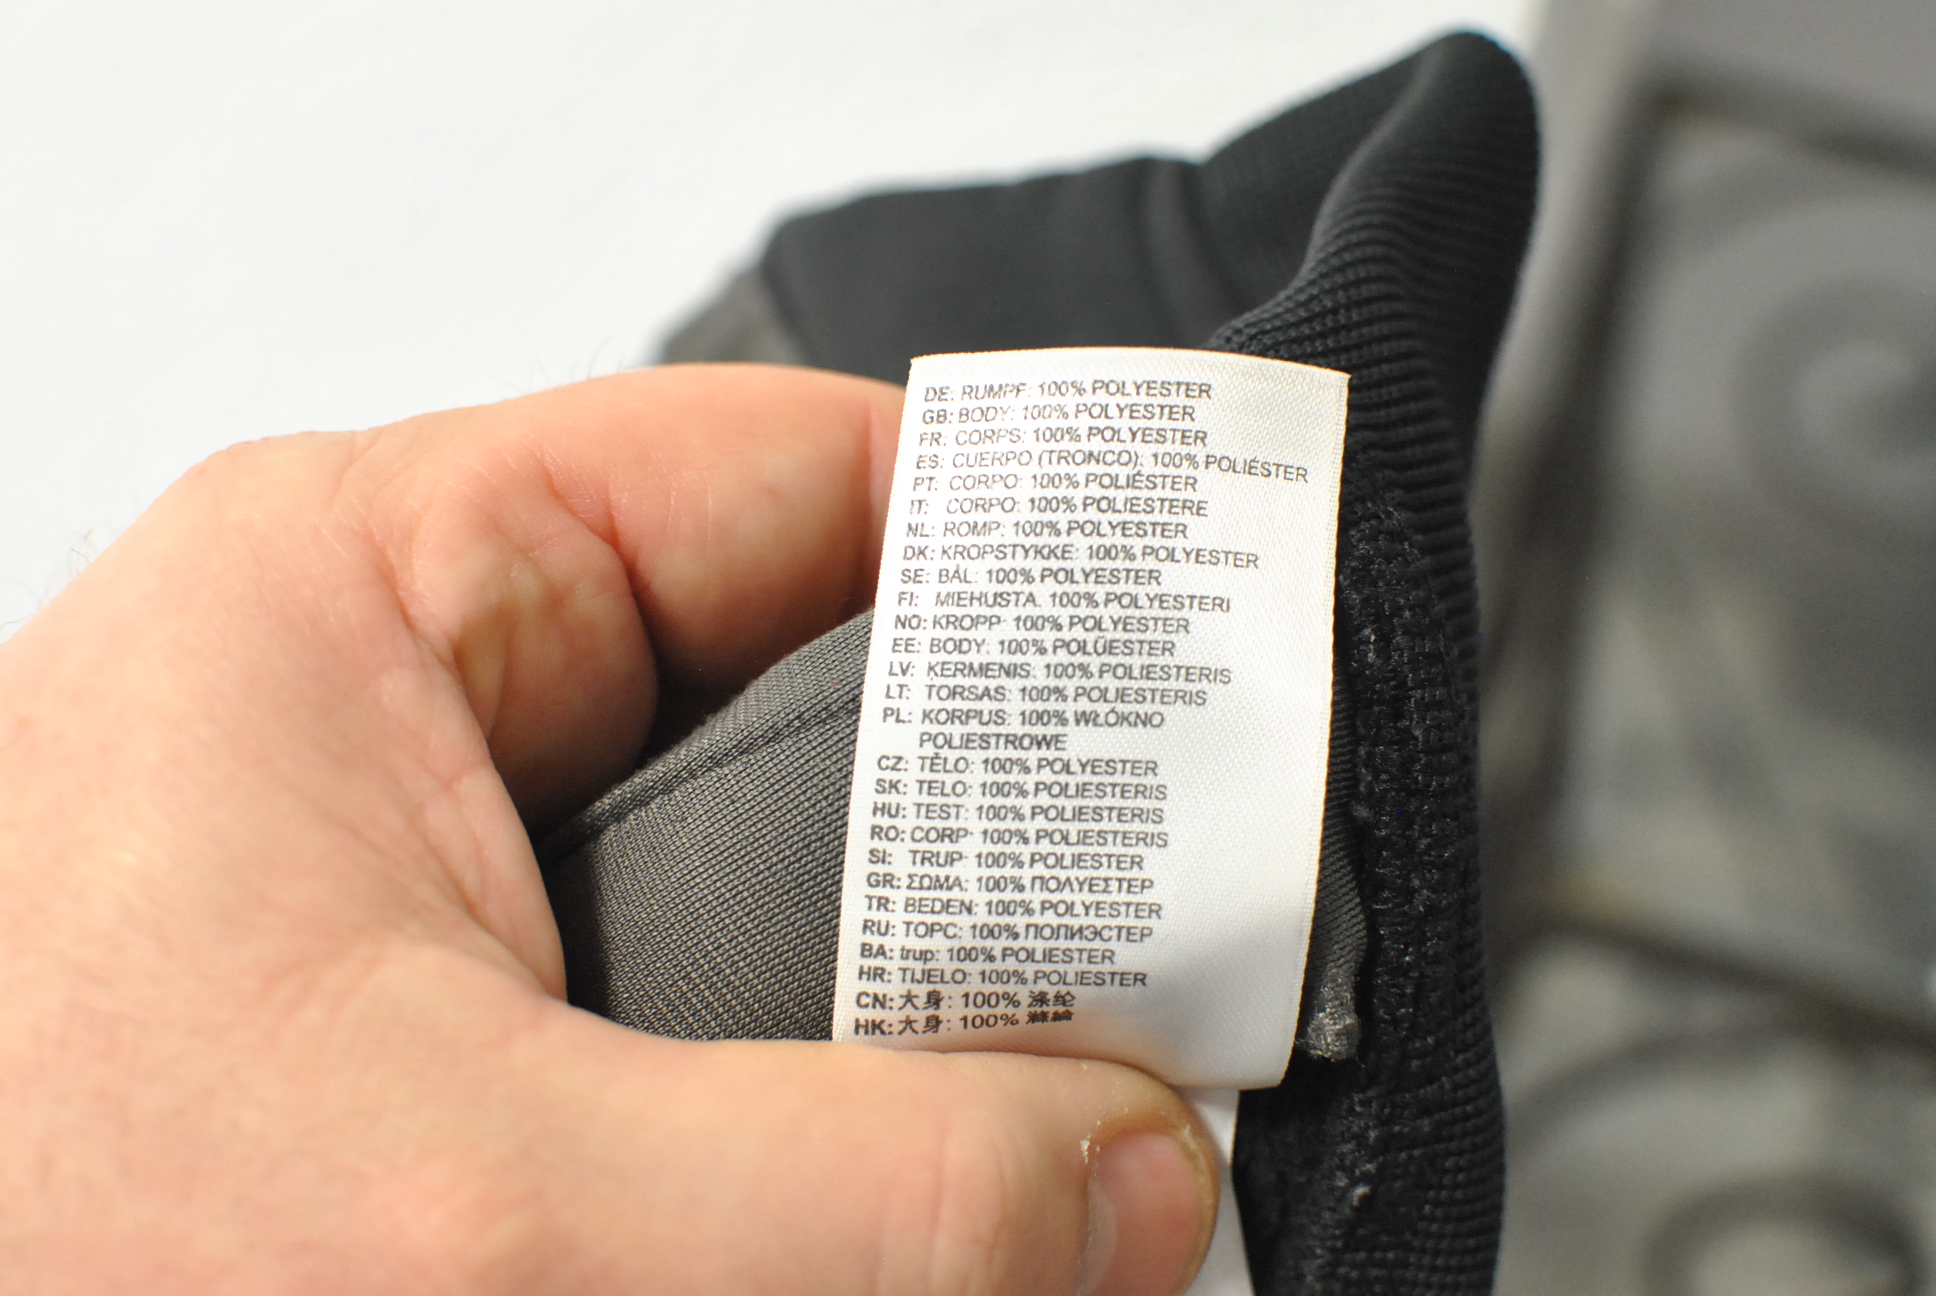 DE: RUMPF: 100% POLYESTER
GB: BODY: 100% POLYESTER
FR: CORPS: 100% POLYESTER
ES: CUERPO (TRONCO): 100% POLIÉSTER
PT: CORPO: 100% POLIÉSTER
IT: CORPO: 100% POLIESTERE
NL: ROMP: 100% POLYESTER
DK: KROPSTYKKE: 100% POLYESTER
SE: BÅL: 100% POLYESTER
FI: MIEHUSTA: 100% POLYESTERI
NO: KROPP: 100% POLYESTER
EE: BODY: 100% POLÜESTER
LV: ĶERMENIS: 100% POLIESTERIS
LT: TORSAS: 100% POLIESTERIS
PL: KORPUS: 100% WŁÓKNO
POLIESTROWE
CZ: TĚLO: 100% POLYESTER
SK: TELO: 100% POLIESTERIS
HU: TEST: 100% POLIESTERIS
RO: CORP: 100% POLIESTERIS
SI: TRUP: 100% POLIESTER
GR: ΣΩΜΑ: 100% ΠΟΛΥΕΣΤΕΡ
TR: BEDEN: 100% POLYESTER
RU: ТОРС: 100% ПОЛИЭСТЕР
BA: trup: 100% POLIESTER
HR: TIJELO: 100% POLIESTER
CN: 大身: 100% 涤纶
HK: 大身: 100% 滌綸